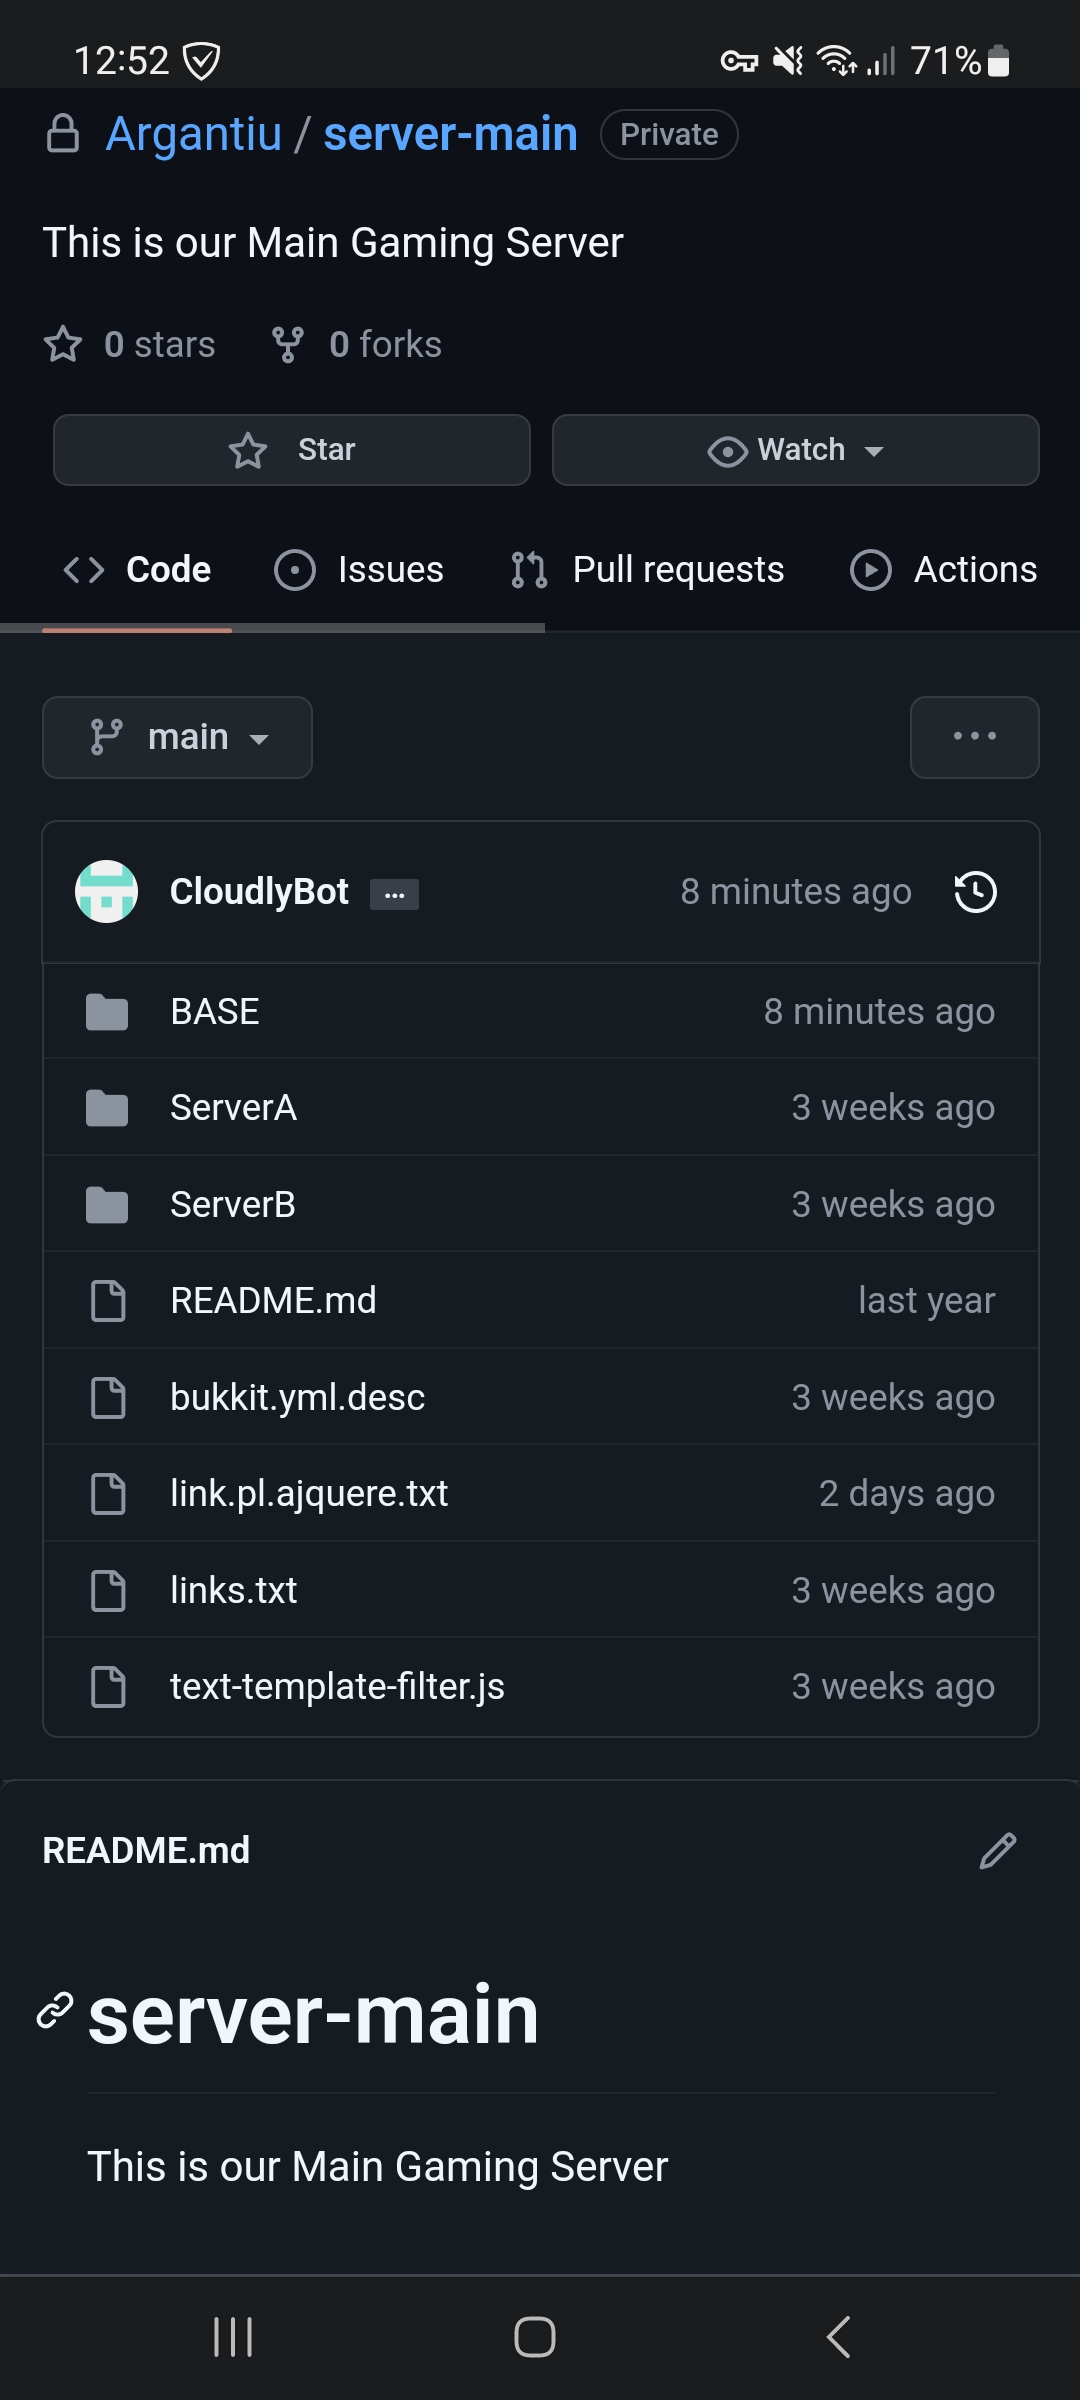 12:52 71%
Argantiu / server-main Private
This is our Main Gaming Server
0 stars 0 forks
Star Watch
Code Issues Pull requests Actions
main ...
CloudlyBot ... 8 minutes ago
BASE 8 minutes ago
ServerA 3 weeks ago
ServerB 3 weeks ago
README.md last year
bukkit.yml.desc 3 weeks ago
link.pl.ajquere.txt 2 days ago
links.txt 3 weeks ago
text-template-filter.js 3 weeks ago
README.md
server-main
This is our Main Gaming Server